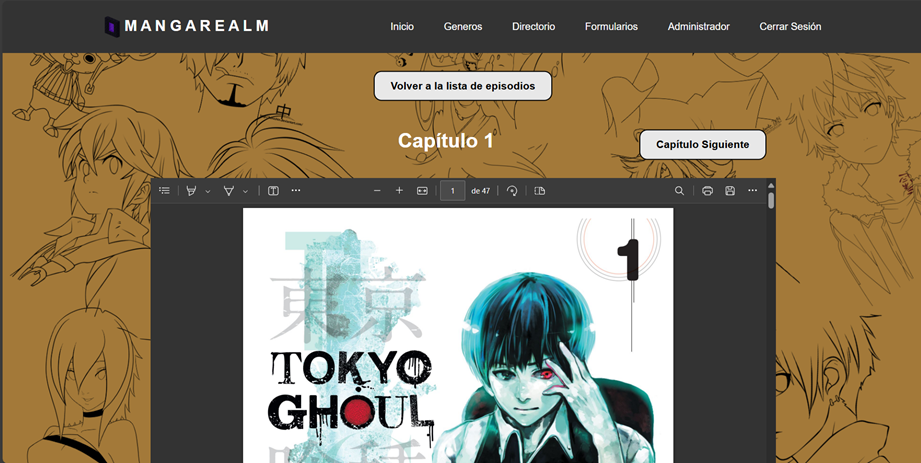 MANGAREALM
Inicio Generos Directorio Formularios Administrador Cerrar Sesión
Volver a la lista de episodios
Capítulo 1
Capítulo Siguiente
1 de 47
1
東京
TOKYO
GHOUL